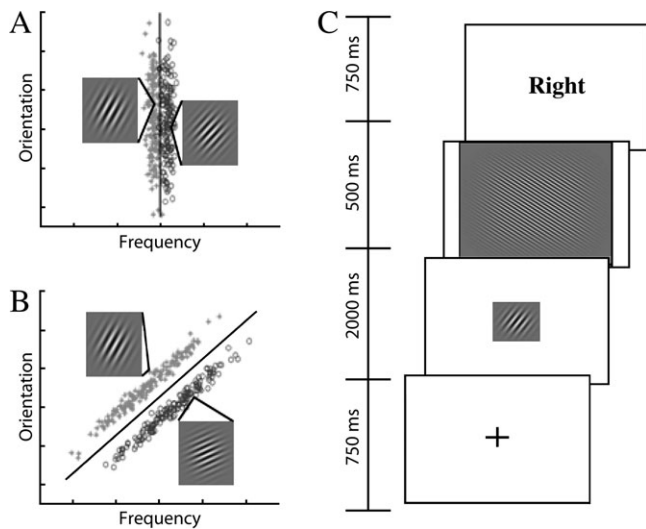 A
Orientation
Frequency
B
Orientation
Frequency
C
750 ms
Right
500 ms
2000 ms
750 ms